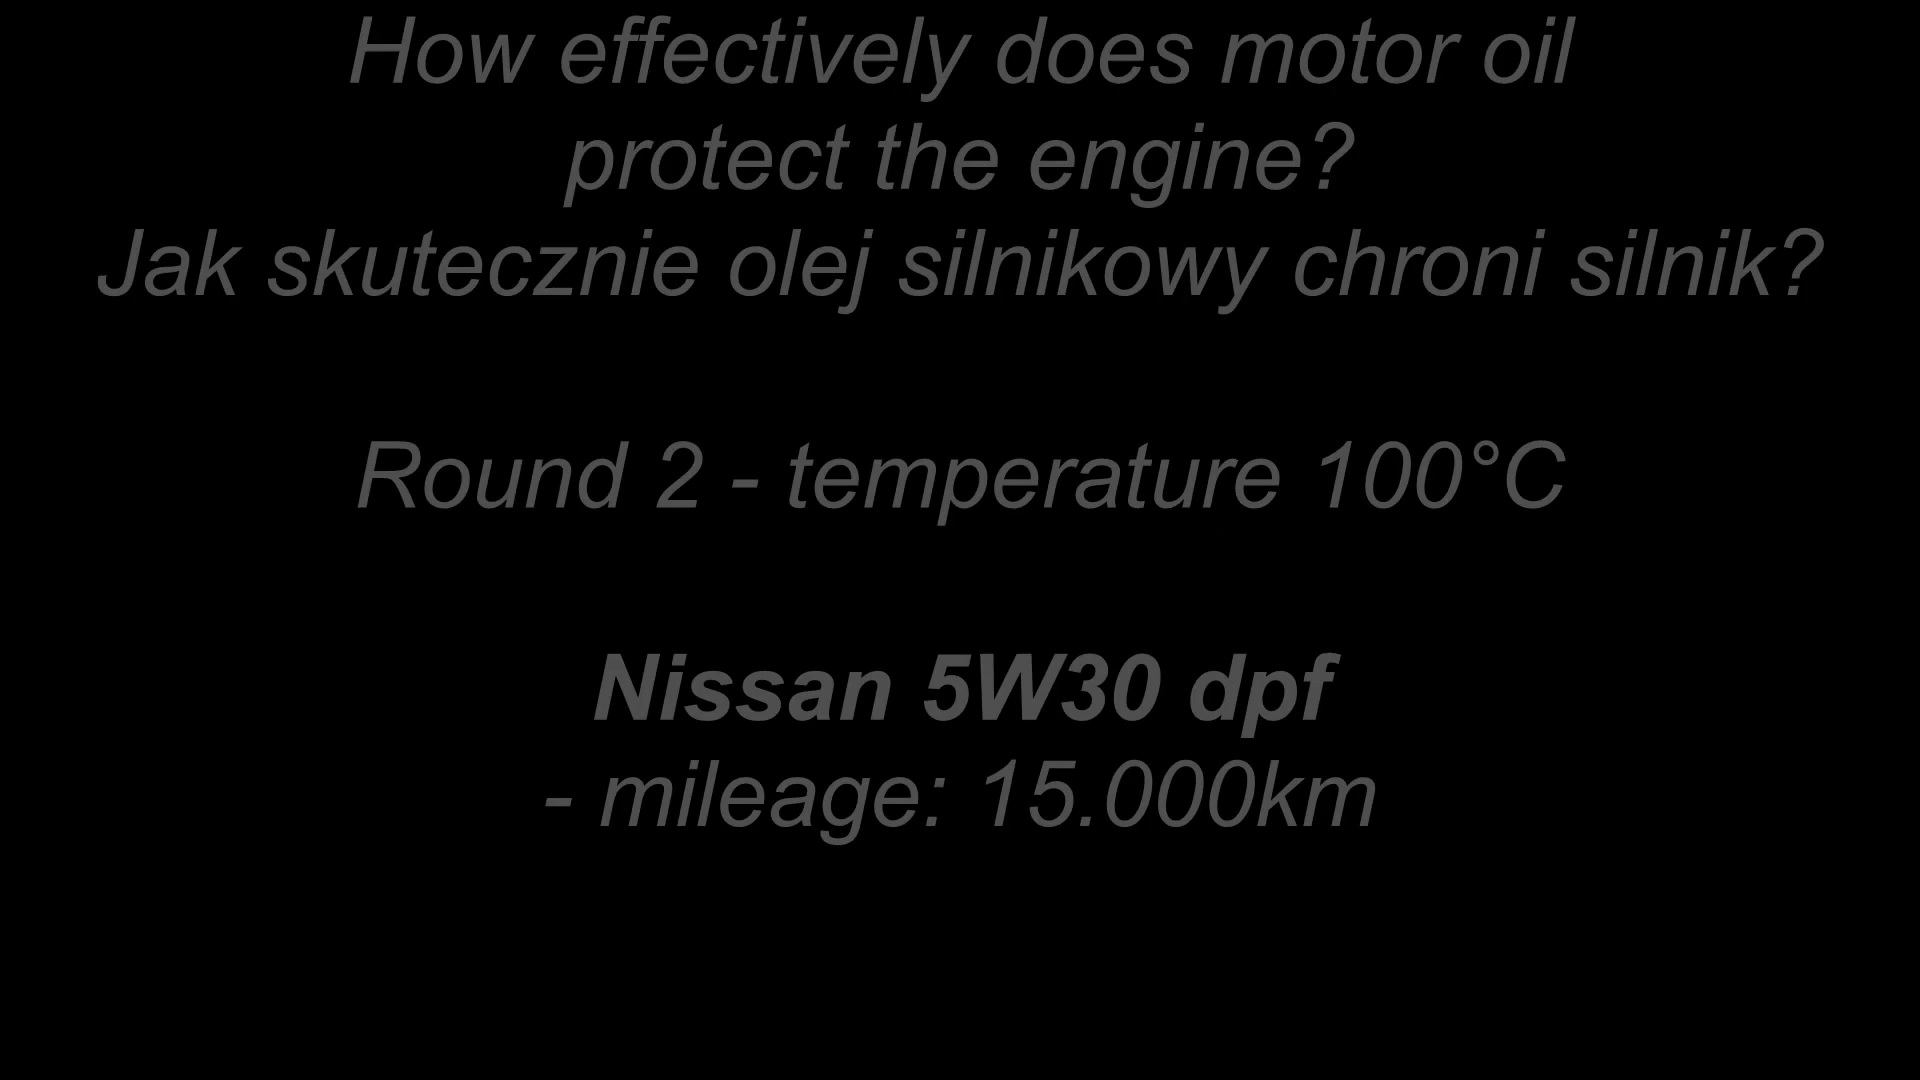 How effectively does motor oil
protect the engine?
Jak skutecznie olej silnikowy chroni silnik?
Round 2 - temperature 100°C
Nissan 5W30 dpf
- mileage: 15.000km